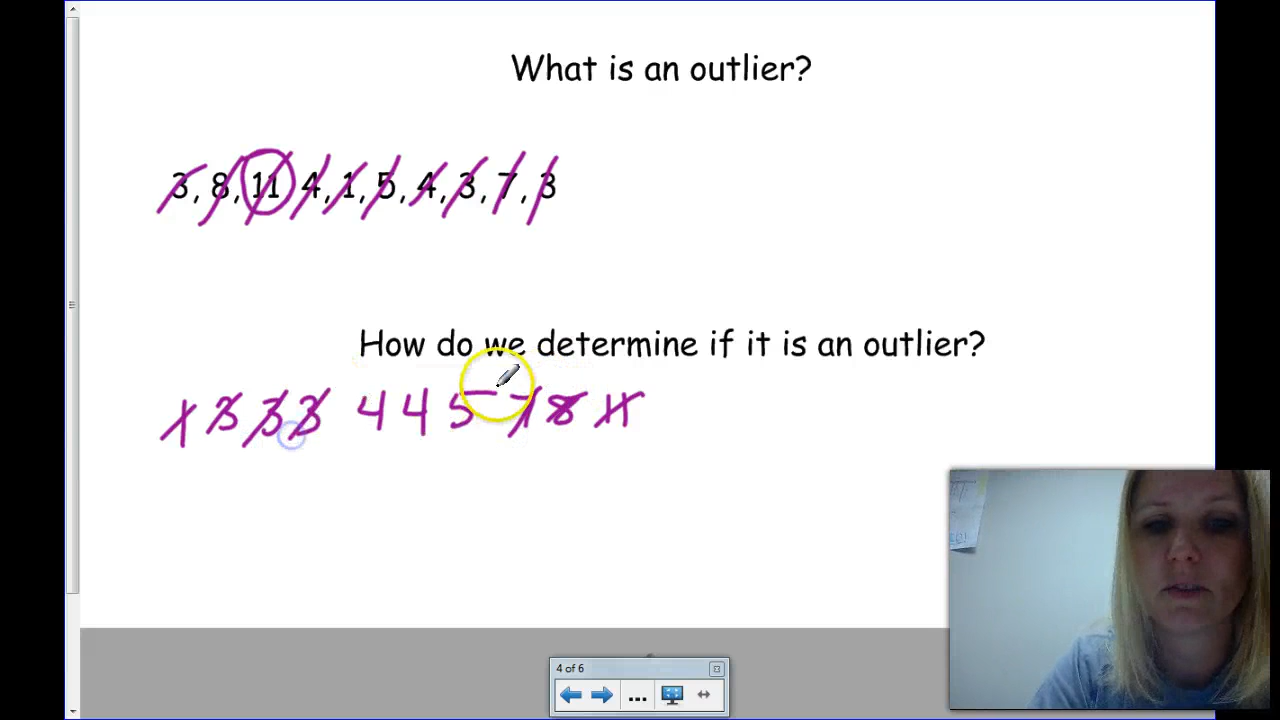 What is an outlier?
3, 8, 11 4, 1, 5, 4, 3, 7, 3
How do we determine if it is an outlier?
1 3 3 3 4 4 5 7 8 11
4 of 6
...